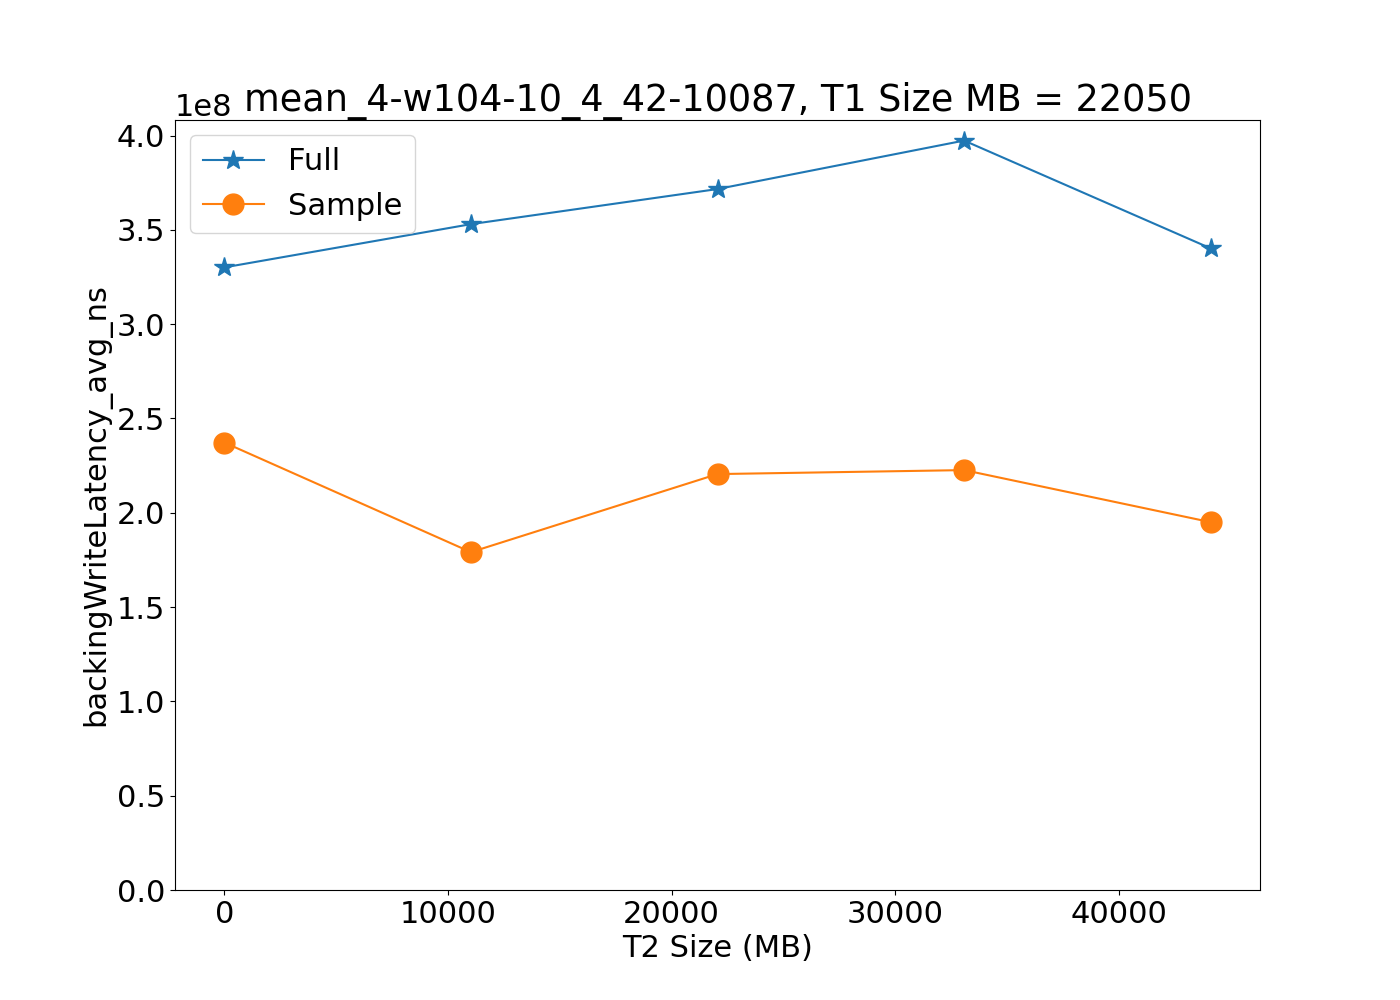 1e8 mean_4-w104-10_4_42-10087, T1 Size MB = 22050
Full
Sample
4.0
3.5
3.0
2.5
2.0
1.5
1.0
0.5
0.0
backingWriteLatency_avg_ns
0 10000 20000 30000 40000
T2 Size (MB)